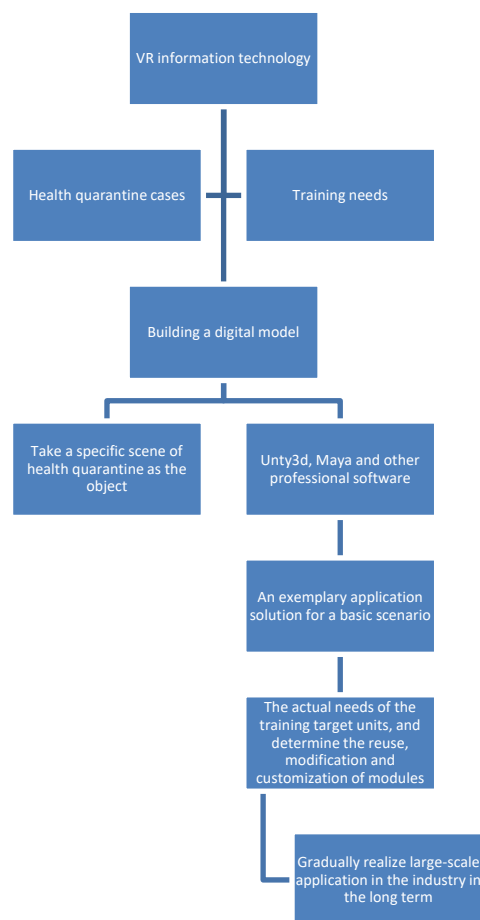 VR information technology
Health quarantine cases
Training needs
Building a digital model
Take a specific scene of
health quarantine as the
object
Unty3d, Maya and other
professional software
An exemplary application
solution for a basic scenario
The actual needs of the
training target units, and
determine the reuse,
modification and
customization of modules
Gradually realize large-scale
application in the industry in
the long term